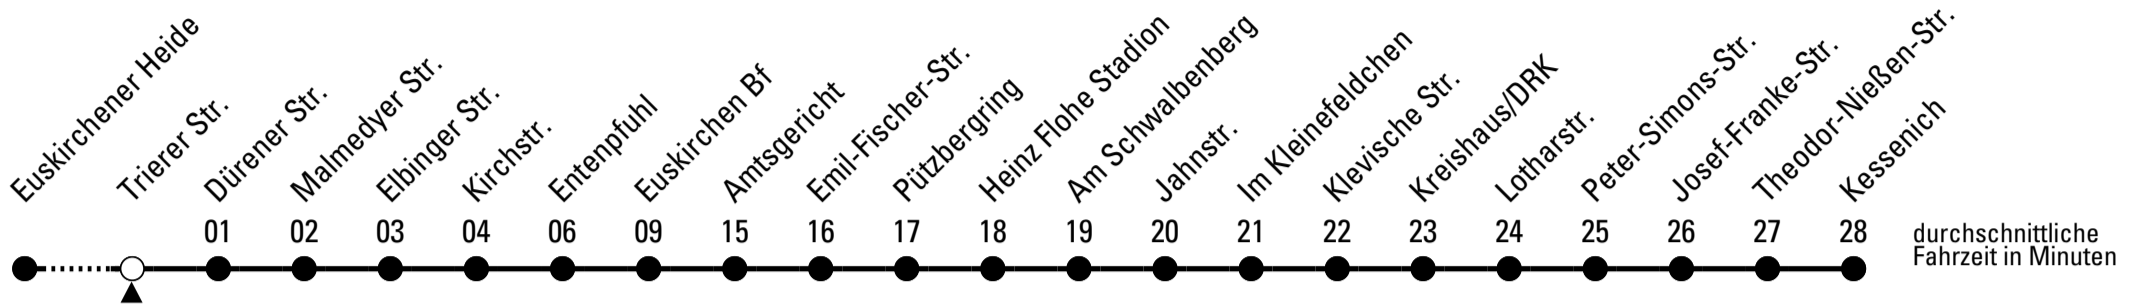 Euskirchener Heide
Trierer Str.
Dürener Str.
Malmedyer Str.
Elbinger Str.
Kirchstr.
Entenpfuhl
Euskirchen Bf
Amtsgericht
Emil-Fischer-Str.
Pützbergring
Heinz Flohe Stadion
Am Schwalbenberg
Jahnstr.
Im Kleinefeldchen
Klevische Str.
Kreishaus/DRK
Lotharstr.
Peter-Simons-Str.
Josef-Franke-Str.
Theodor-Nießen-Str.
Kessenich
01 02 03 04 06 09 15 16 17 18 19 20 21 22 23 24 25 26 27 28
durchschnittliche
Fahrzeit in Minuten